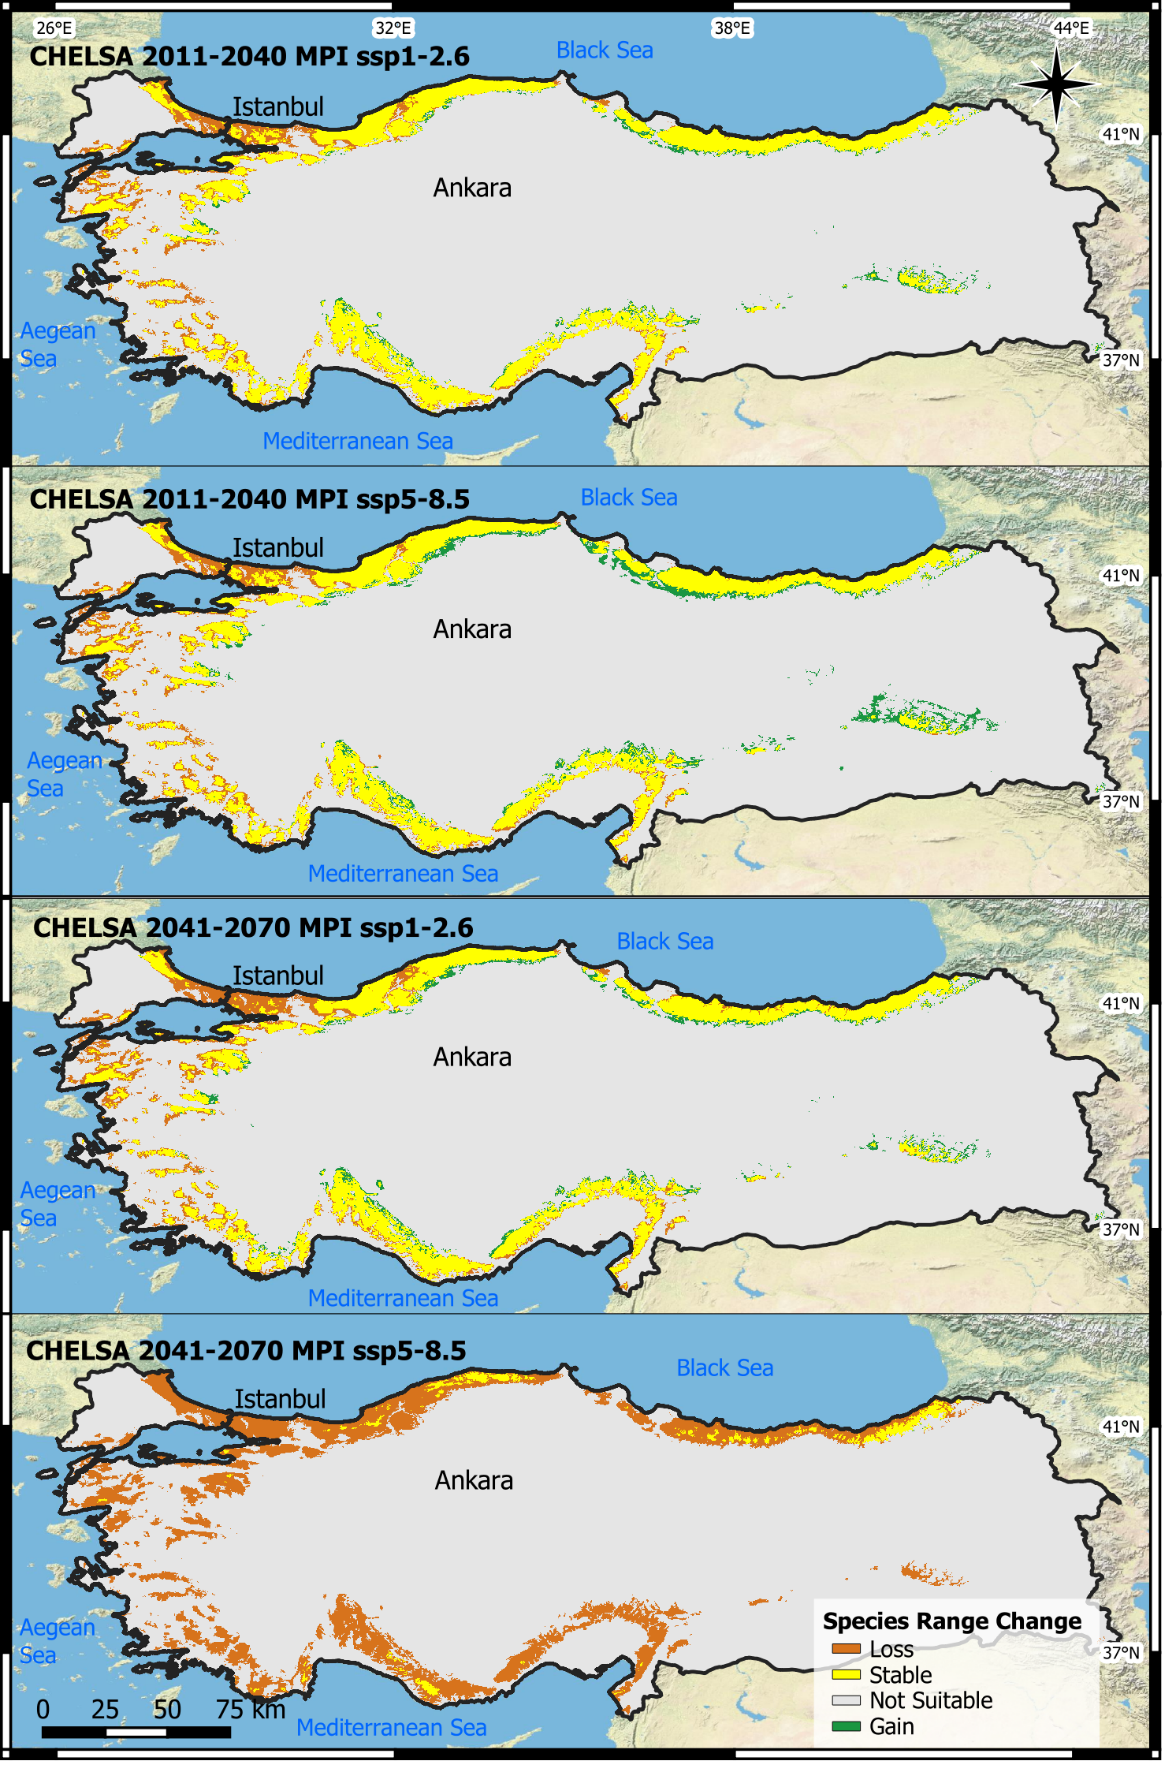 26°E 32°E 38°E 44°E
CHELSA 2011-2040 MPI ssp1-2.6
Black Sea
Istanbul
41°N
Ankara
Aegean
Sea
37°N
Mediterranean Sea
CHELSA 2011-2040 MPI ssp5-8.5
Black Sea
Istanbul
41°N
Ankara
Aegean
Sea
37°N
Mediterranean Sea
CHELSA 2041-2070 MPI ssp1-2.6
Black Sea
Istanbul
41°N
Ankara
Aegean
Sea
37°N
Mediterranean Sea
CHELSA 2041-2070 MPI ssp5-8.5
Black Sea
Istanbul
41°N
Ankara
Aegean
Sea
37°N
Species Range Change
Loss
Stable
Not Suitable
Gain
0 25 50 75 km
Mediterranean Sea